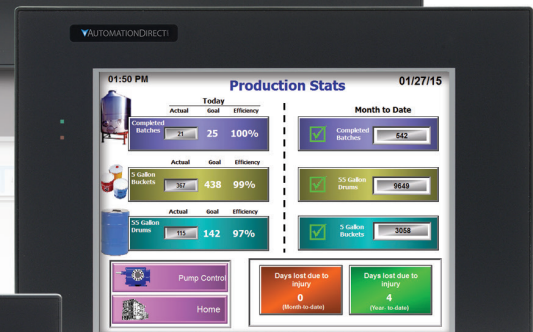 VAUTOMATIONDIRECT
01:50 PM
Production Stats
01/27/15
Today
Actual Goal Efficiency
Completed
Batches 21 25 100%
Actual Goal Efficiency
5 Gallon
Buckets 367 438 99%
Actual Goal Efficiency
55 Gallon
Drums 155 142 97%
Month to Date
Completed
Batches 542
55 Gallon
Drums 9649
5 Gallon
Buckets 3058
Pump Control
Home
Days lost due to
injury
0
(Month-to-date)
Days lost due to
injury
4
(Year- to-date)